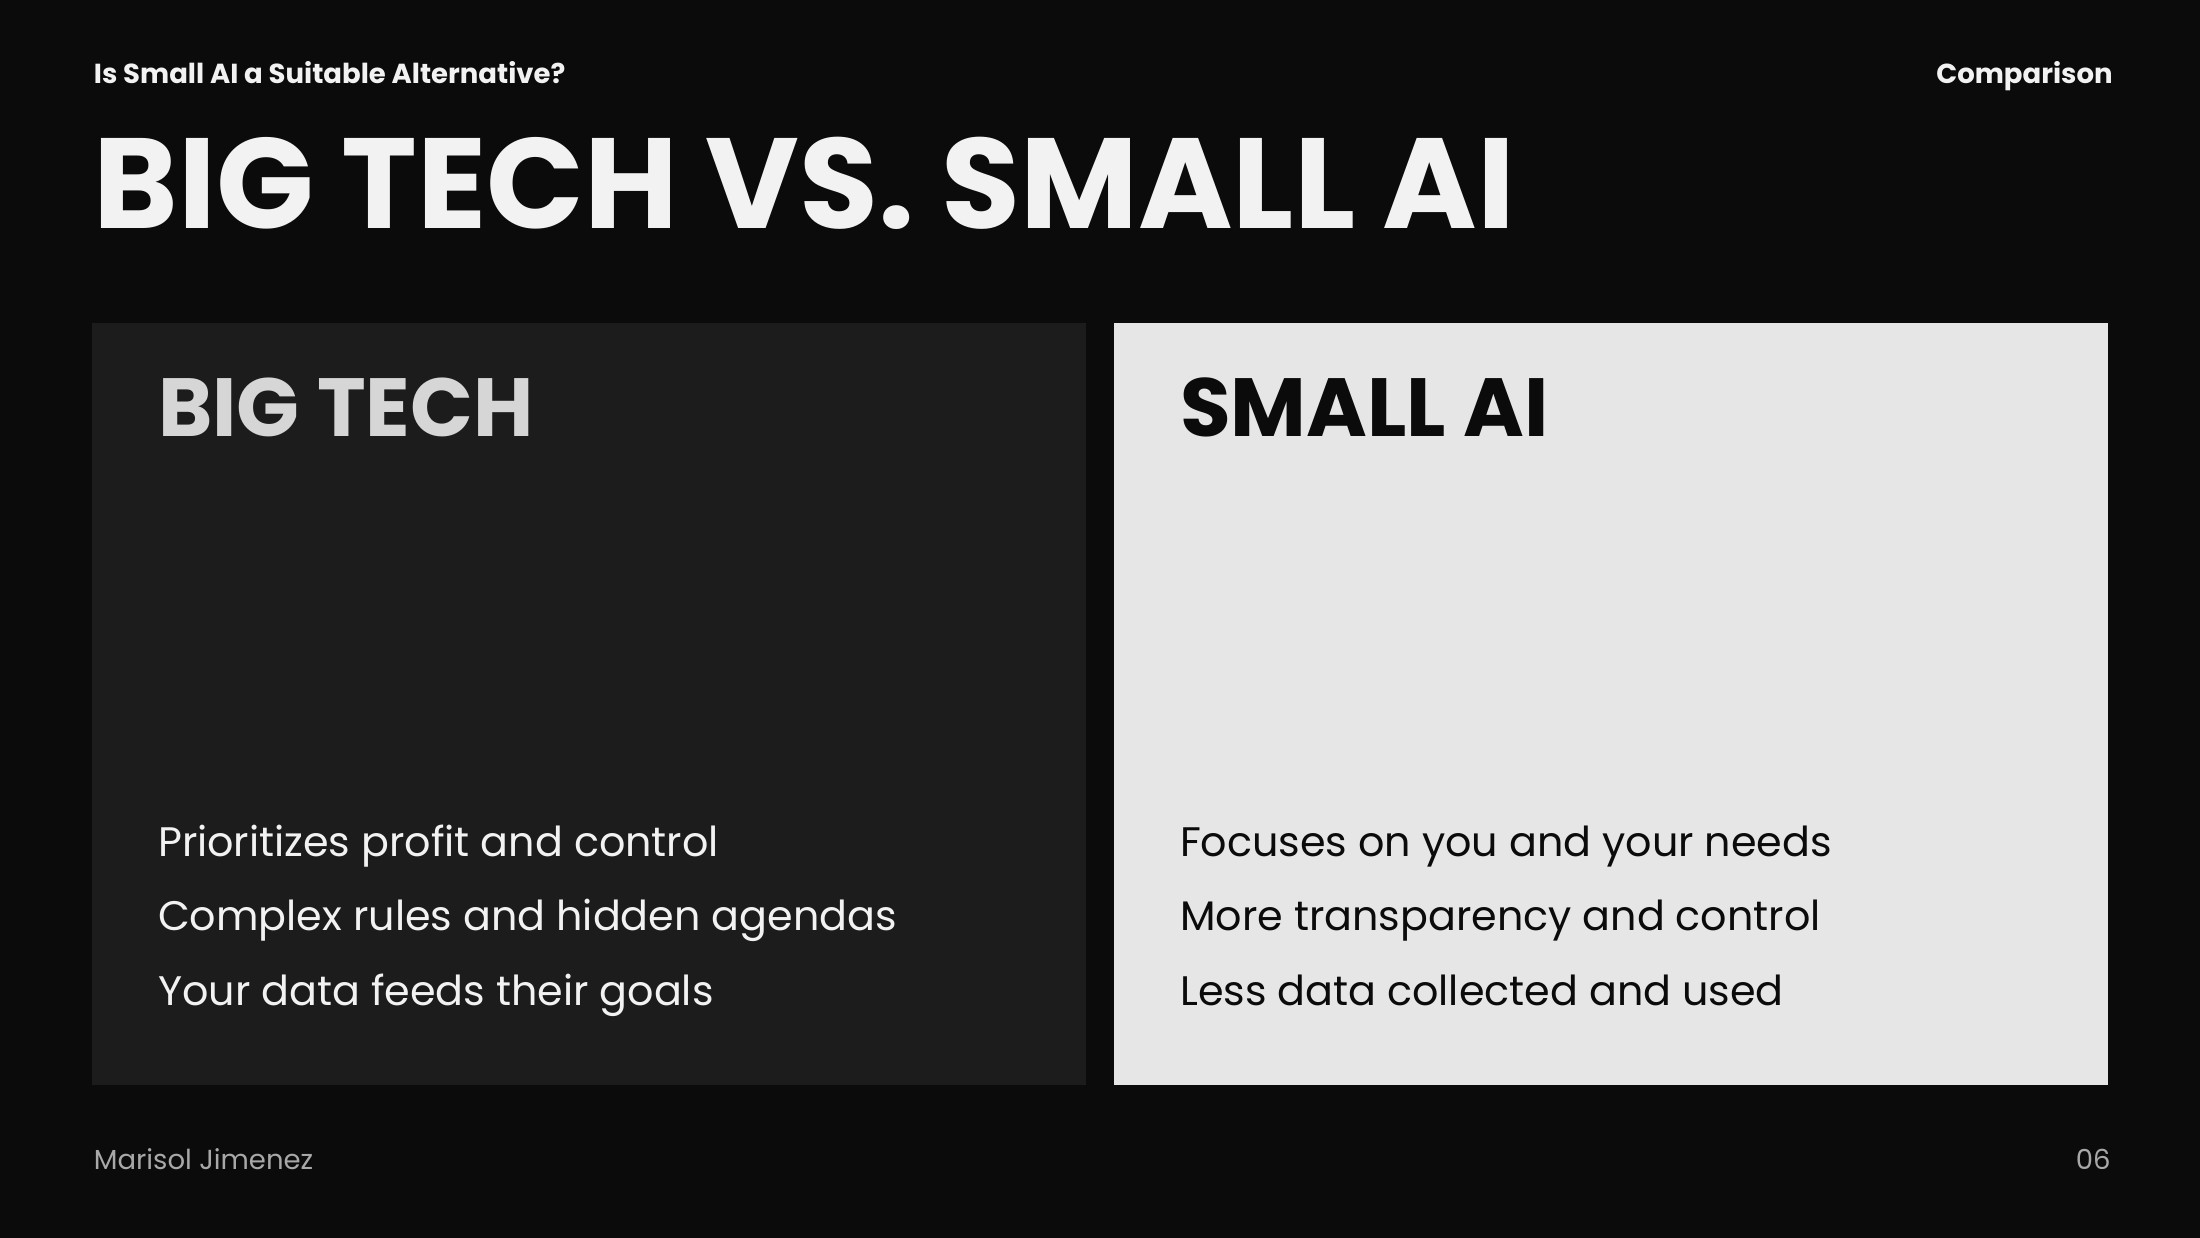 Is Small AI a Suitable Alternative?
Comparison
BIG TECH VS. SMALL AI
BIG TECH
Prioritizes profit and control
Complex rules and hidden agendas
Your data feeds their goals
SMALL AI
Focuses on you and your needs
More transparency and control
Less data collected and used
Marisol Jimenez
06